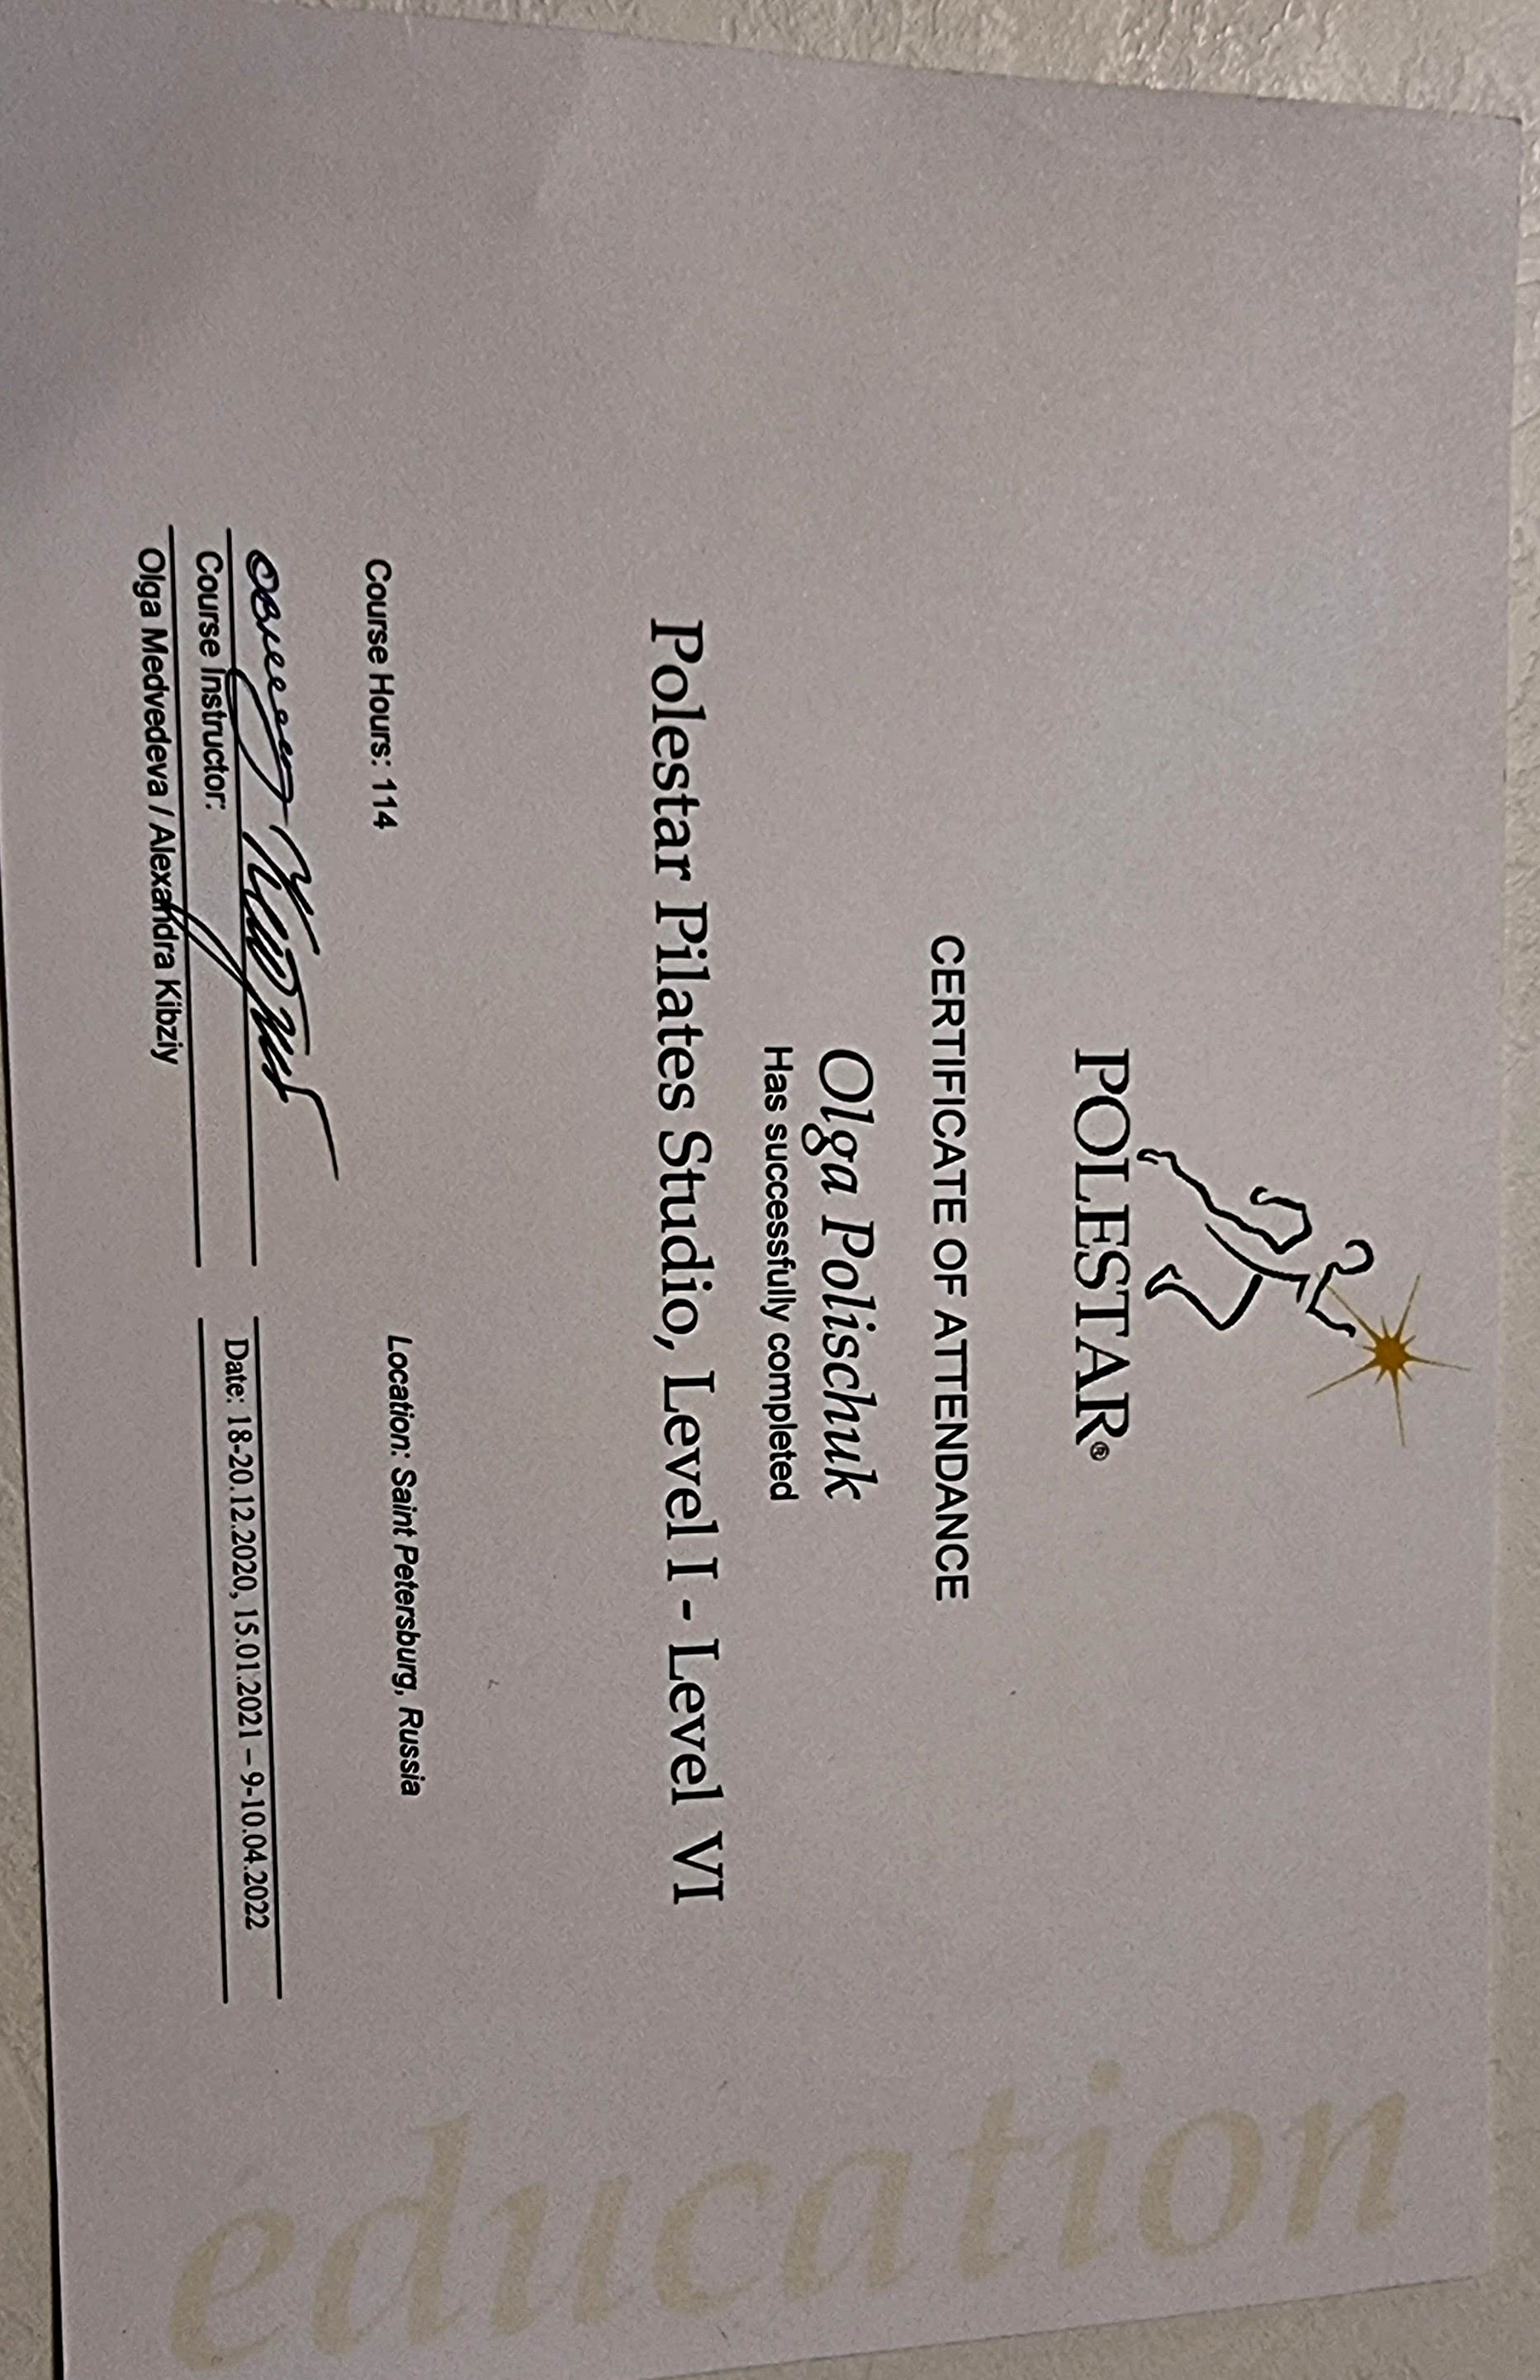 POLESTAR®
CERTIFICATE OF ATTENDANCE
Olga Polischuk
Has successfully completed
Polestar Pilates Studio, Level I - Level VI
Course Hours: 114
Location: Saint Petersburg, Russia
Course Instructor:
Date: 18-20.12.2020, 15.01.2021 – 9-10.04.2022
Olga Medvedeva / Alexandra Kibziy
education